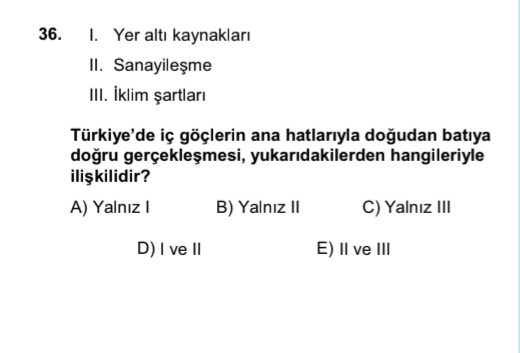 36. I. Yer altı kaynakları
II. Sanayileşme
III. İklim şartları
Türkiye’de iç göçlerin ana hatlarıyla doğudan batıya
doğru gerçekleşmesi, yukarıdakilerden hangileriyle
ilişkilidir?
A) Yalnız I B) Yalnız II C) Yalnız III
D) I ve II E) II ve III